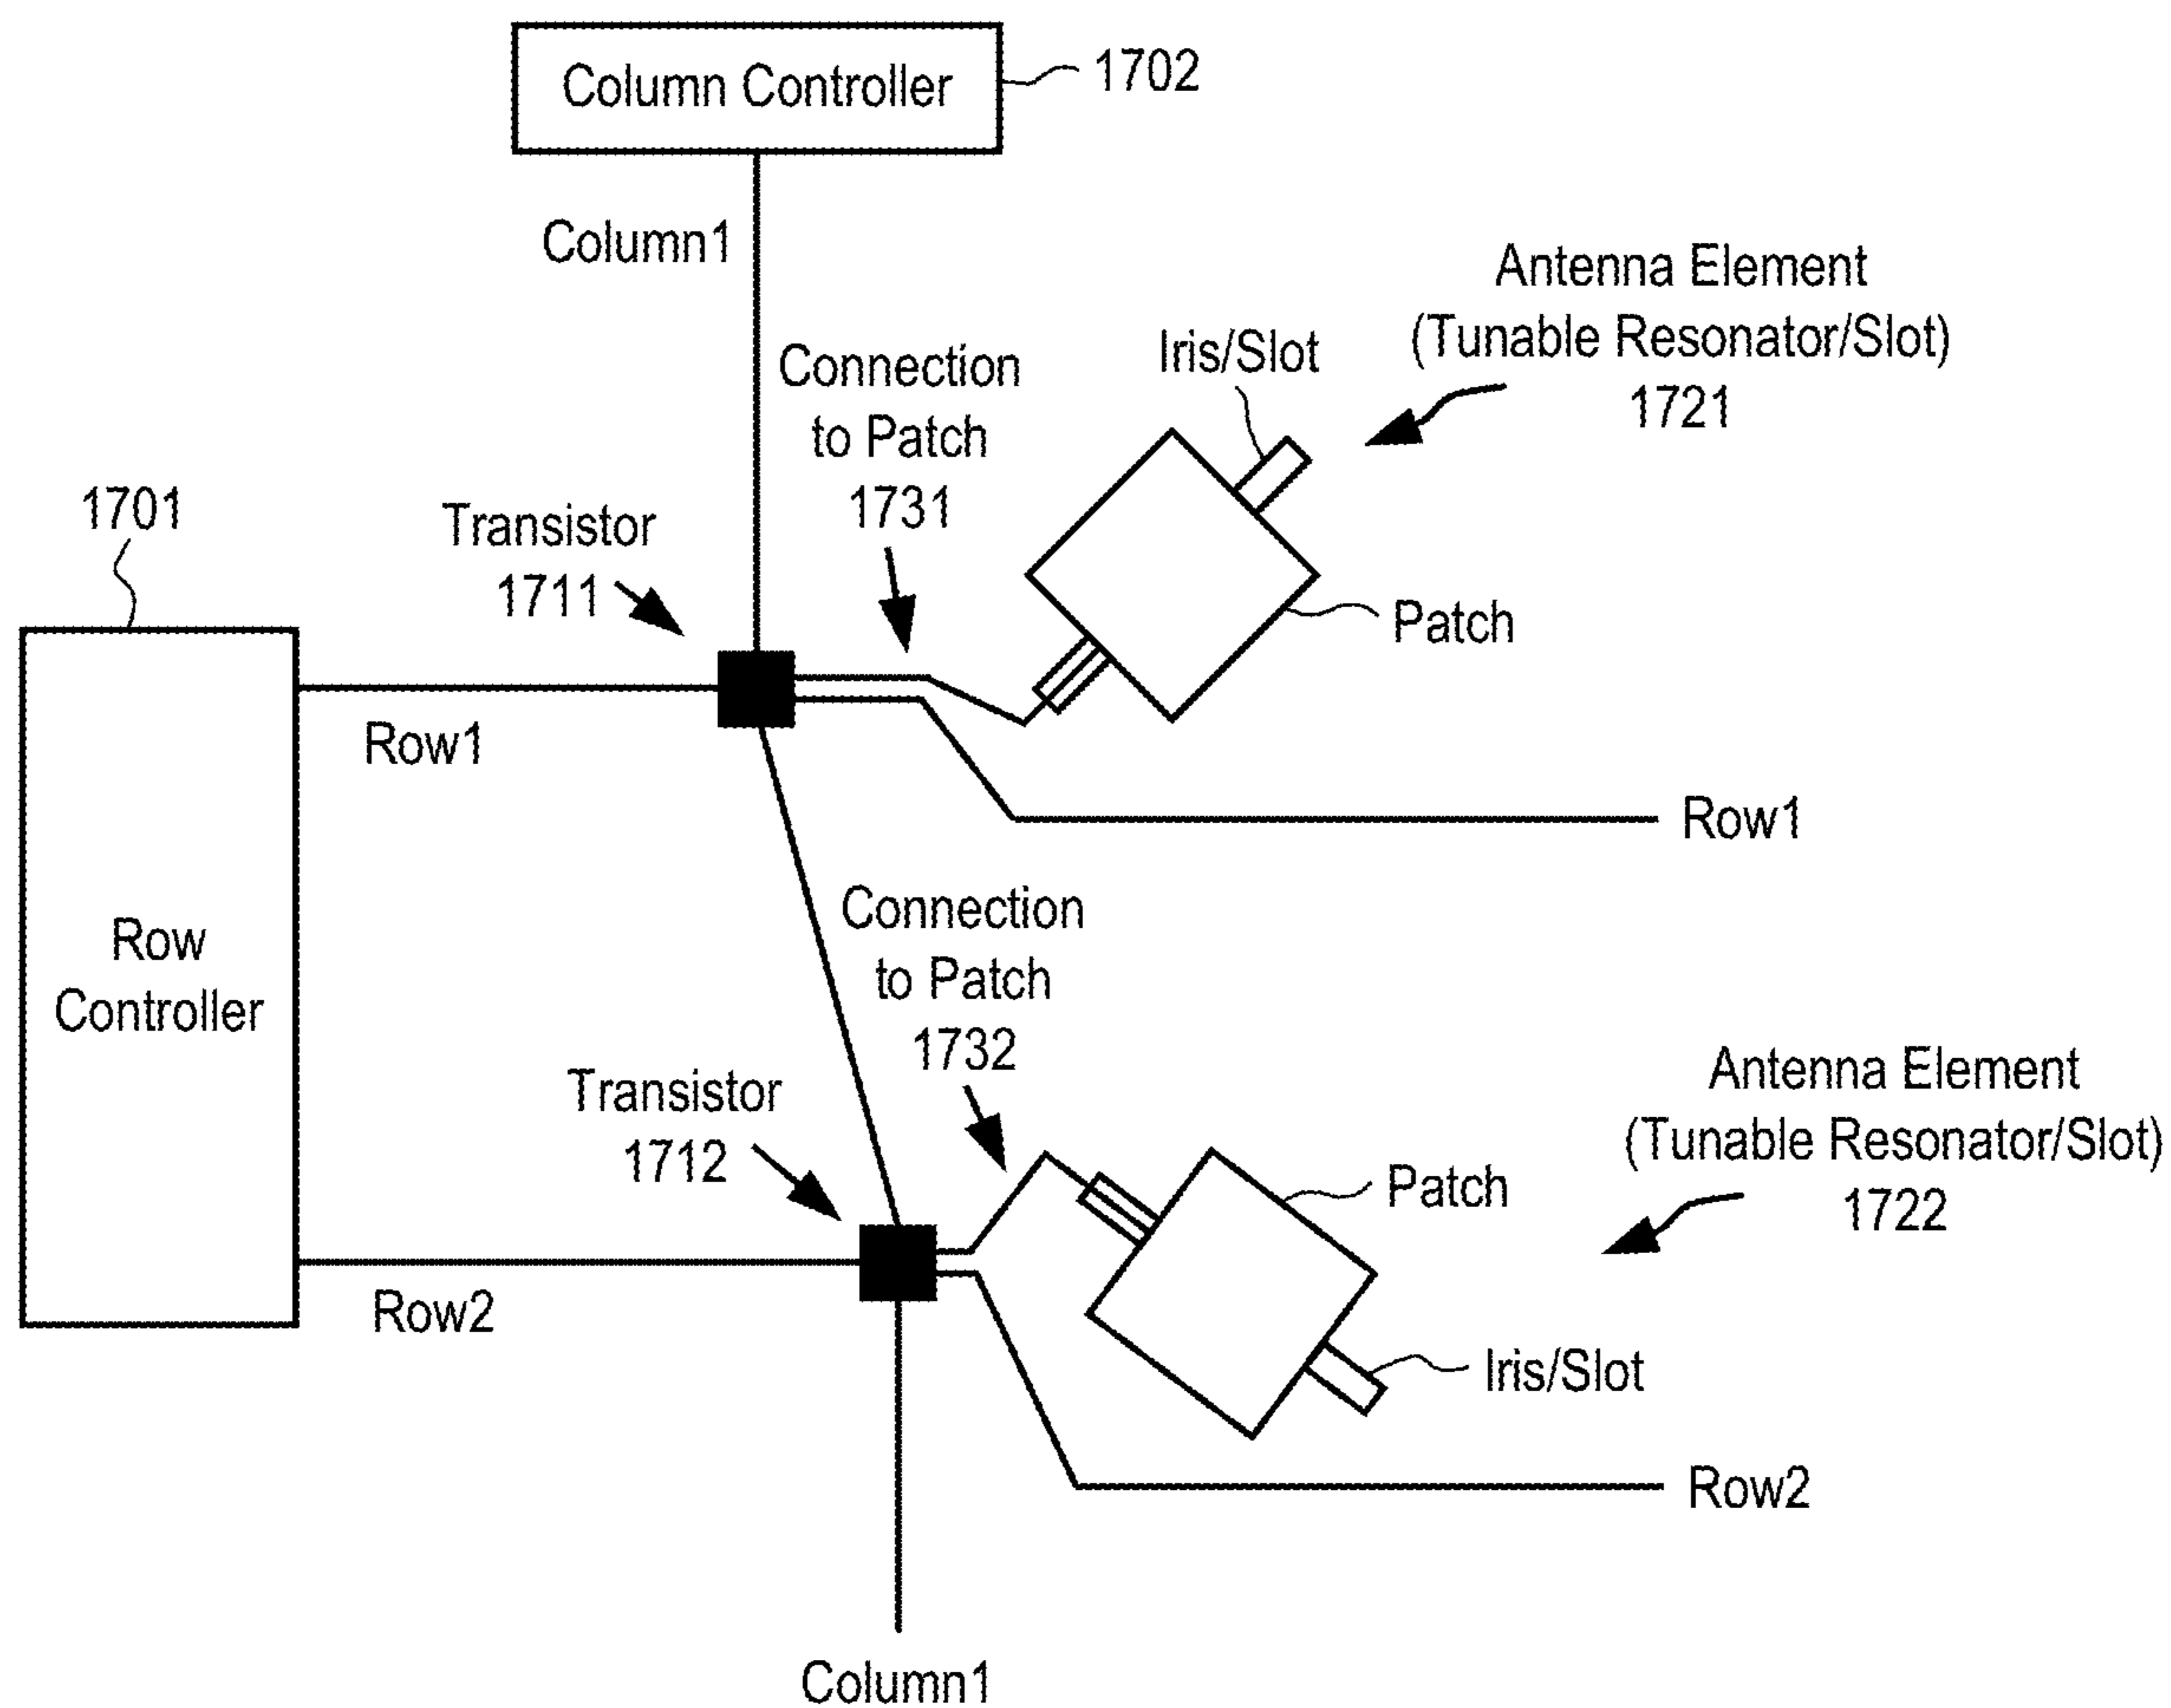 Column Controller
1702
Column1
Antenna Element
(Tunable Resonator/Slot)
1721
Iris/Slot
Connection
to Patch
1731
1701
Transistor
1711
Patch
Row1
Row1
Row
Controller
Connection
to Patch
1732
Transistor
1712
Antenna Element
(Tunable Resonator/Slot)
1722
Patch
Row2
Iris/Slot
Row2
Column1